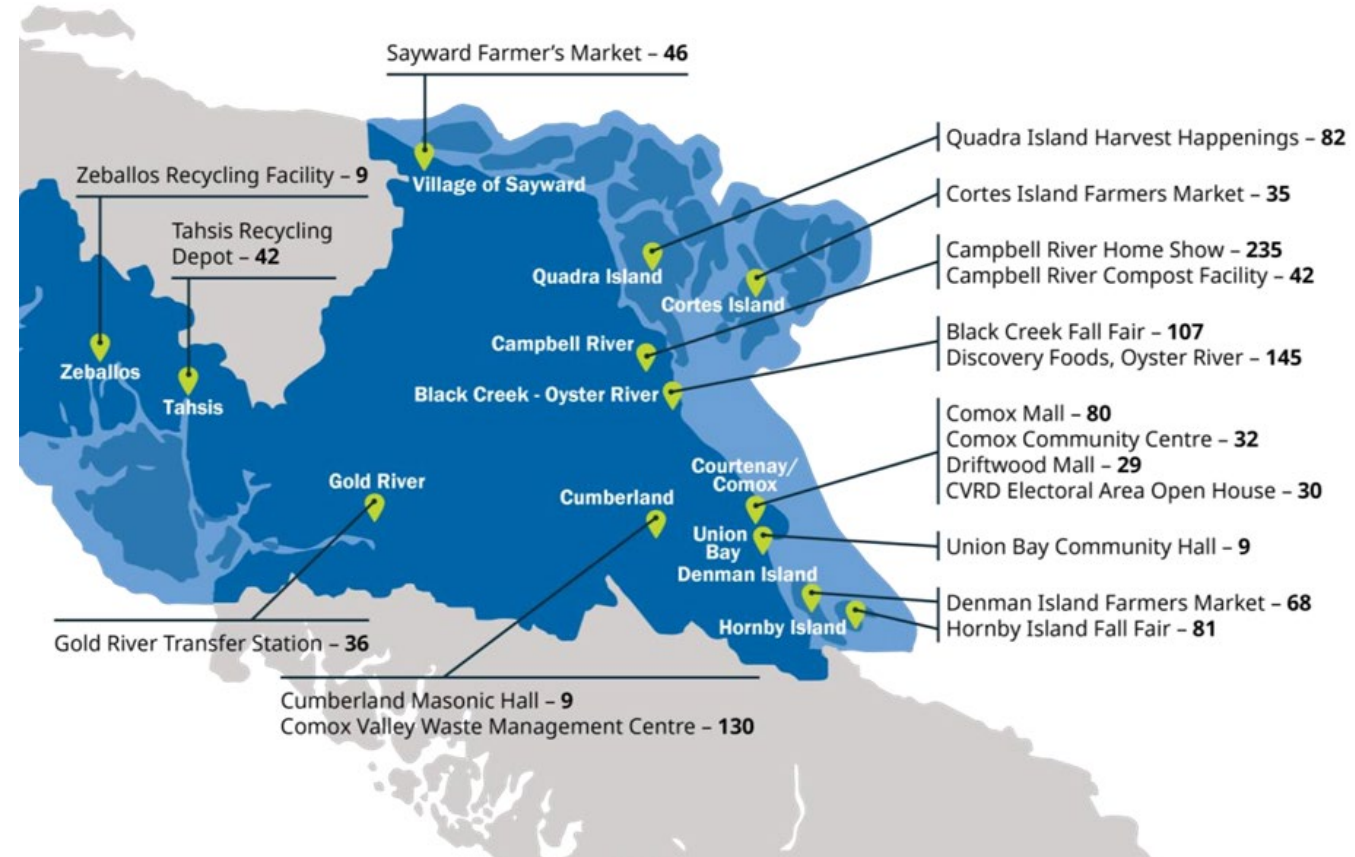 Sayward Farmer’s Market – 46
Zeballos Recycling Facility – 9
Tahsis Recycling
Depot – 42
Village of Sayward
Quadra Island
Cortes Island
Campbell River
Black Creek - Oyster River
Zeballos
Tahsis
Gold River
Cumberland
Courtenay/
Comox
Union
Bay
Denman Island
Hornby Island
Quadra Island Harvest Happenings – 82
Cortes Island Farmers Market – 35
Campbell River Home Show – 235
Campbell River Compost Facility – 42
Black Creek Fall Fair – 107
Discovery Foods, Oyster River – 145
Comox Mall – 80
Comox Community Centre – 32
Driftwood Mall – 29
CVRD Electoral Area Open House – 30
Union Bay Community Hall – 9
Denman Island Farmers Market – 68
Hornby Island Fall Fair – 81
Gold River Transfer Station – 36
Cumberland Masonic Hall – 9
Comox Valley Waste Management Centre – 130